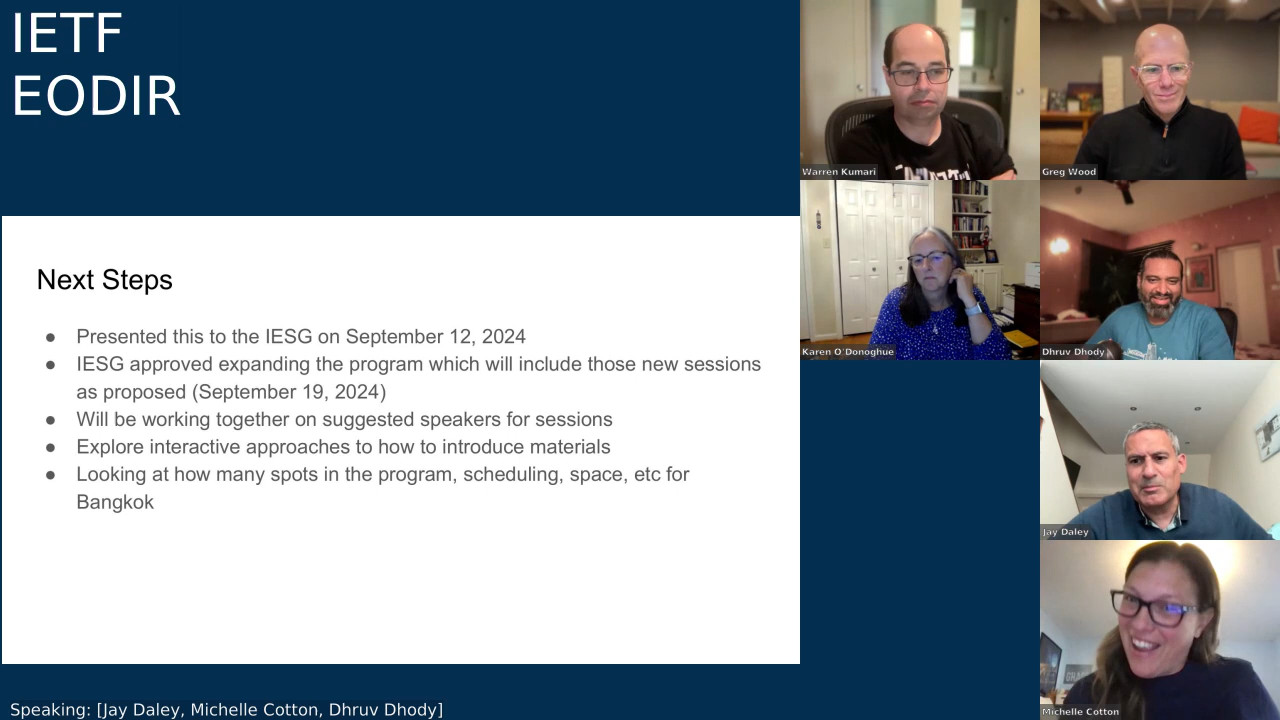 IETF
EODIR
Warren Kumari
Greg Wood
Karen O'Donoghue
Dhruv Dhody
Next Steps
● Presented this to the IESG on September 12, 2024
● IESG approved expanding the program which will include those new sessions
as proposed (September 19, 2024)
● Will be working together on suggested speakers for sessions
● Explore interactive approaches to how to introduce materials
● Looking at how many spots in the program, scheduling, space, etc for
Bangkok
Jay Daley
Michelle Cotton
Speaking: [Jay Daley, Michelle Cotton, Dhruv Dhody]